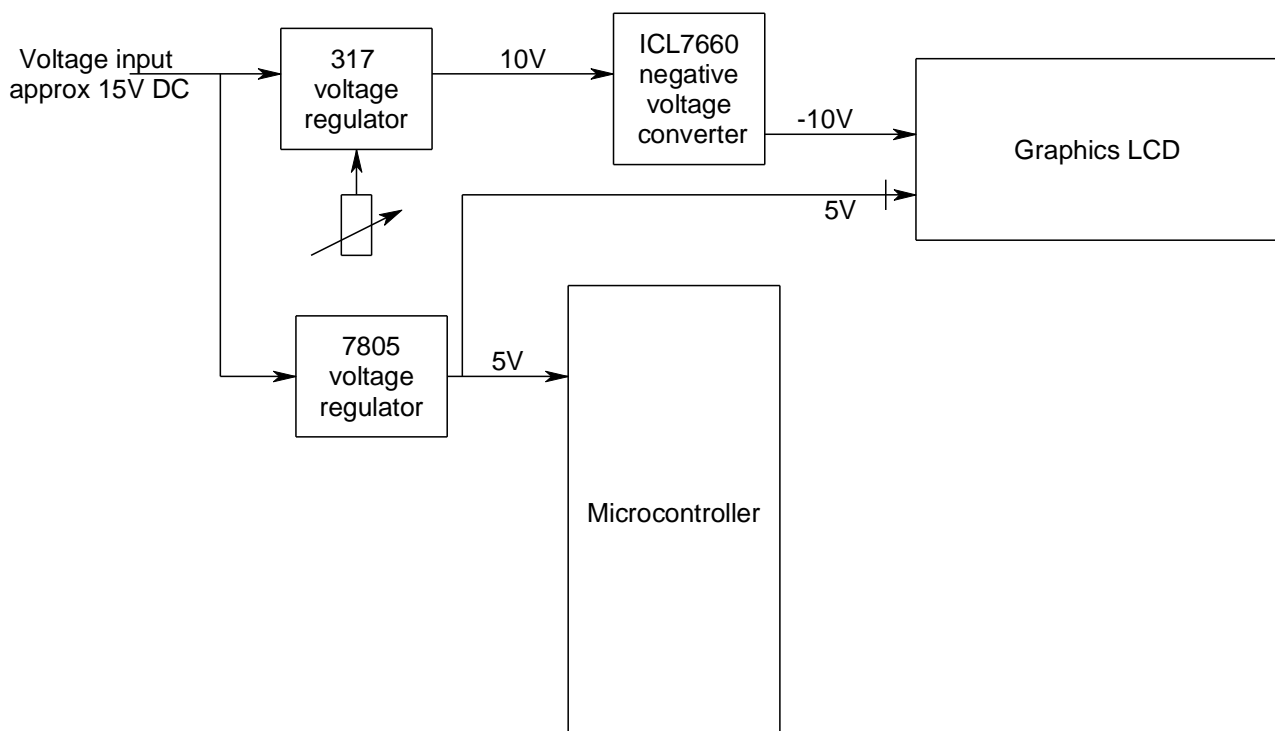 Voltage input
approx 15V DC
317
voltage
regulator
10V
ICL7660
negative
voltage
converter
-10V
Graphics LCD
5V
7805
voltage
regulator
5V
Microcontroller